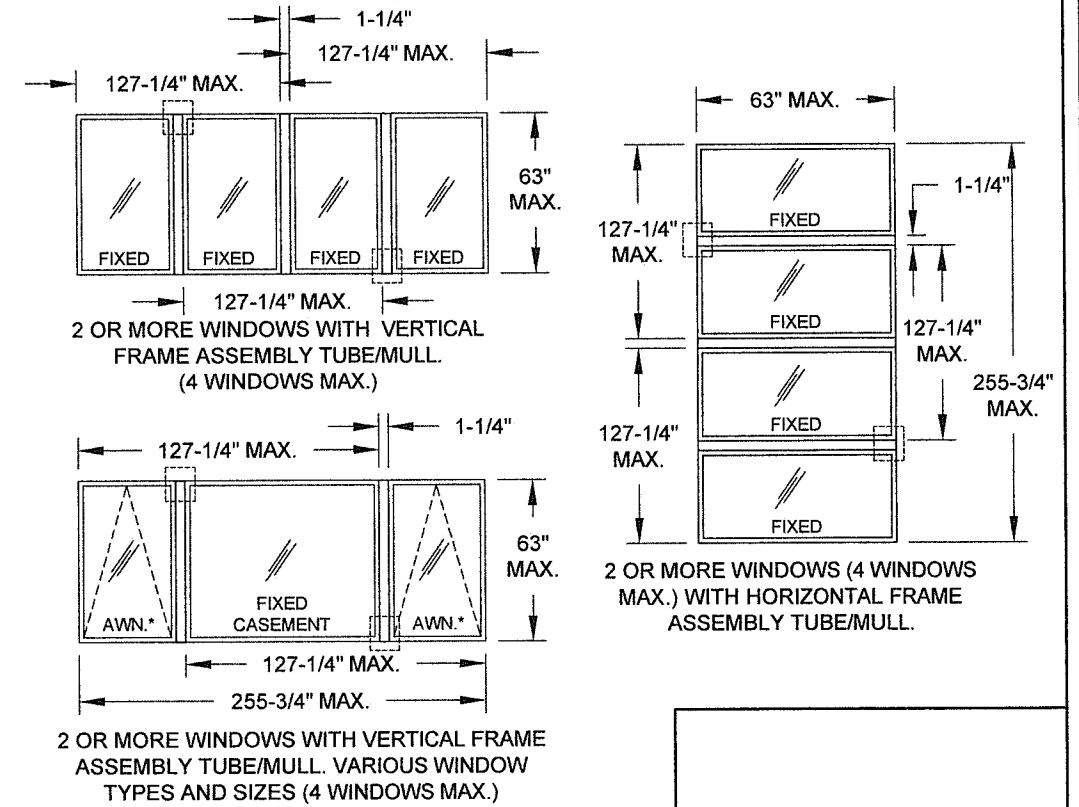 1-1/4"
127-1/4" MAX.
127-1/4" MAX.
63"
MAX.
FIXED
FIXED
FIXED
FIXED
127-1/4" MAX.
2 OR MORE WINDOWS WITH VERTICAL
FRAME ASSEMBLY TUBE/MULL.
(4 WINDOWS MAX.)
127-1/4" MAX.
1-1/4"
63"
MAX.
AWN.*
FIXED
CASEMENT
AWN.*
127-1/4" MAX.
255-3/4" MAX.
2 OR MORE WINDOWS WITH VERTICAL FRAME
ASSEMBLY TUBE/MULL. VARIOUS WINDOW
TYPES AND SIZES (4 WINDOWS MAX.)
63" MAX.
1-1/4"
FIXED
127-1/4"
MAX.
FIXED
127-1/4"
MAX.
255-3/4"
MAX.
FIXED
127-1/4"
MAX.
FIXED
2 OR MORE WINDOWS (4 WINDOWS
MAX.) WITH HORIZONTAL FRAME
ASSEMBLY TUBE/MULL.